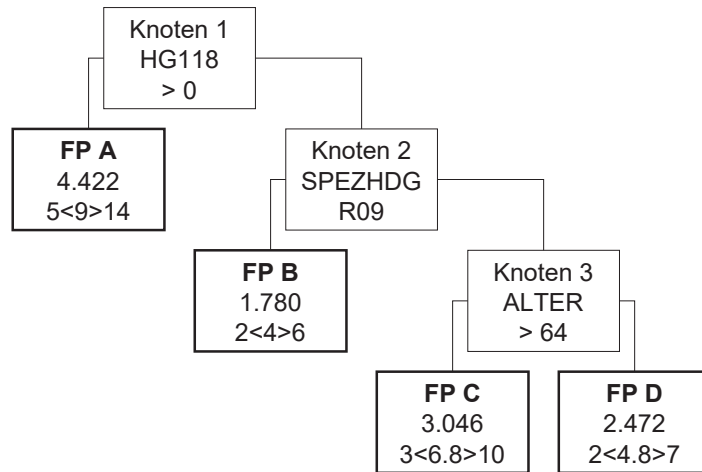 Knoten 1
HG118
> 0
FP A
4.422
5<9>14
Knoten 2
SPEZHDG
R09
FP B
1.780
2<4>6
Knoten 3
ALTER
> 64
FP C
3.046
3<6.8>10
FP D
2.472
2<4.8>7